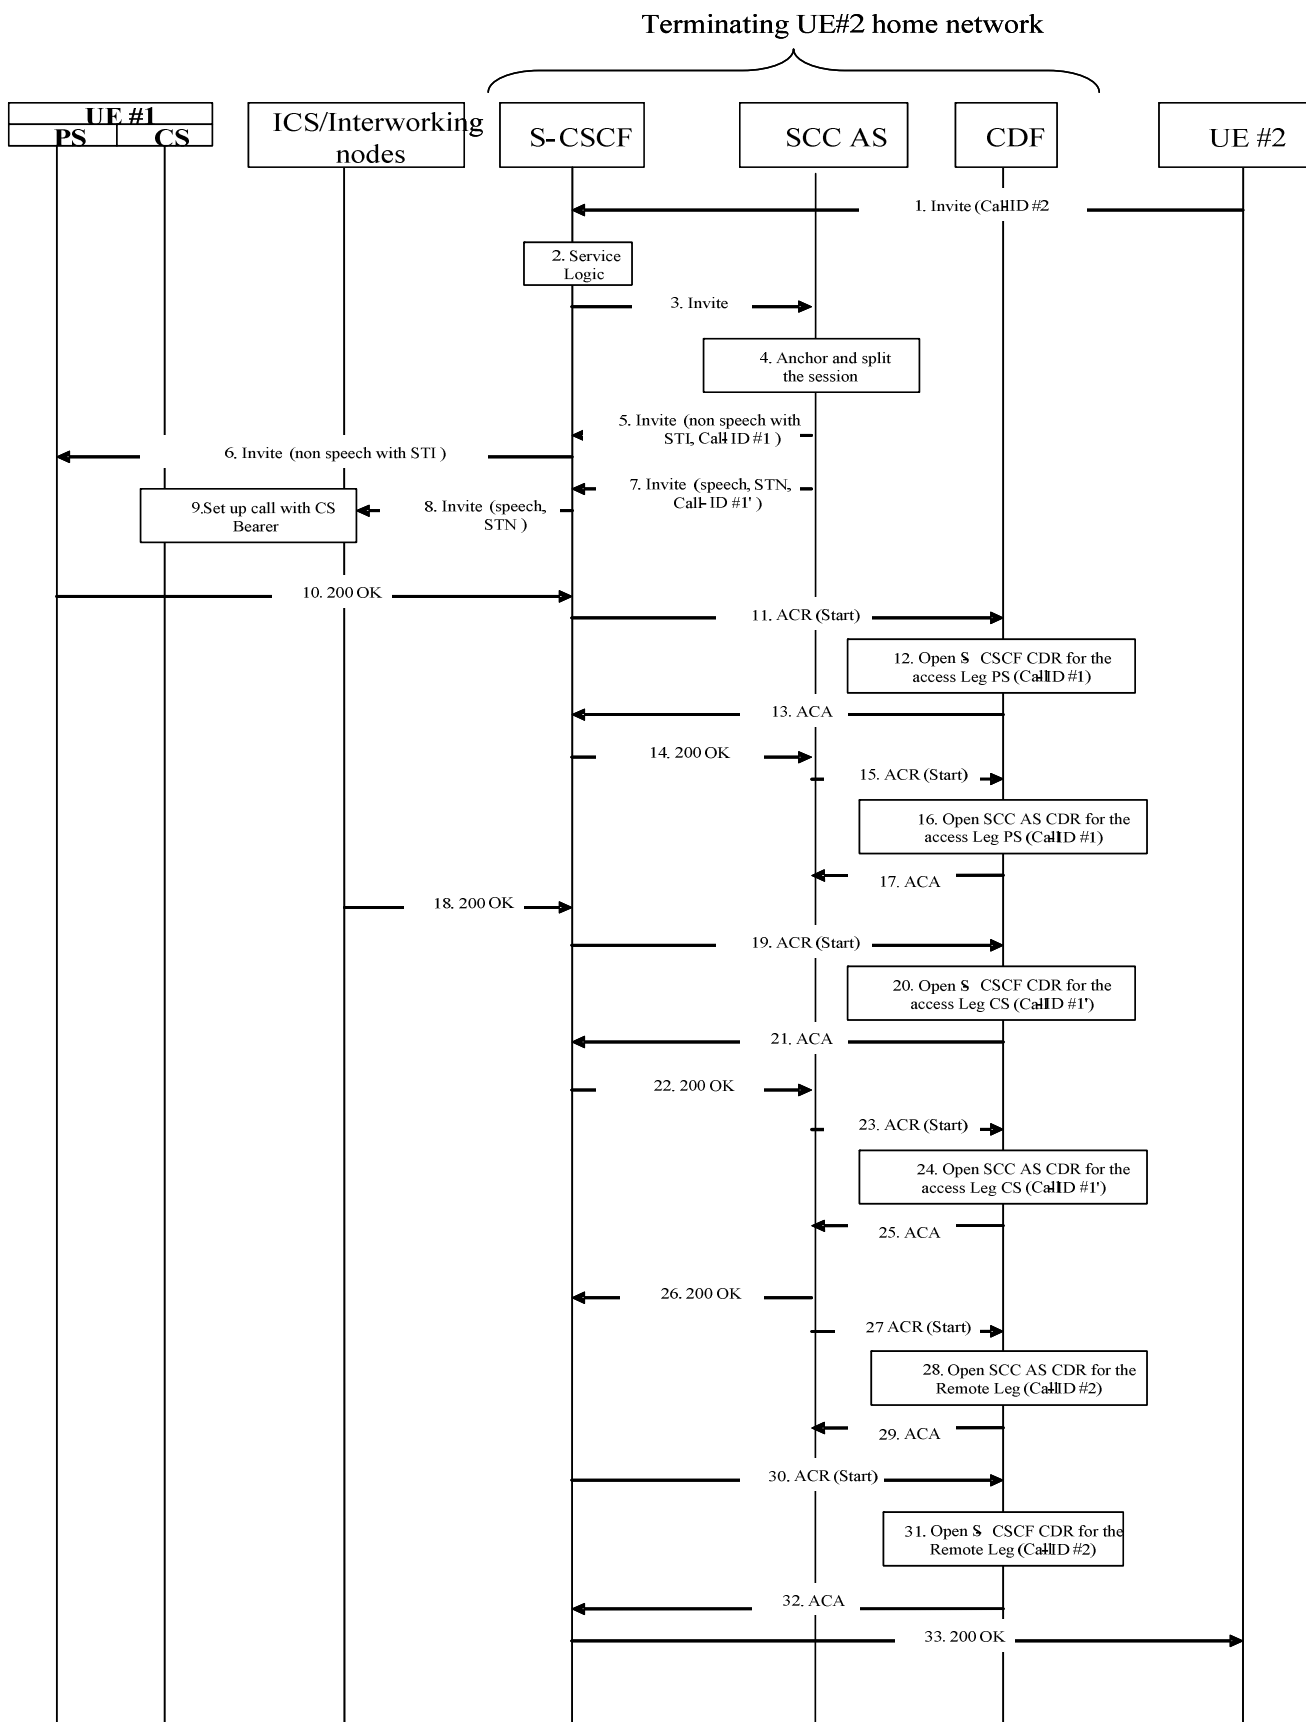 Terminating UE#2 home network
UE #1
PS
CS
ICS/Interworking
nodes
S-CSCF
SCC AS
CDF
UE #2
1. Invite (Call-ID #2
2. Service
Logic
3. Invite
4. Anchor and split
the session
5. Invite (non speech with
STI, Call-ID #1 )
6. Invite (non speech with STI )
7. Invite (speech, STN,
Call-ID #1' )
8. Invite (speech,
STN )
9.Set up call with CS
Bearer
10. 200 OK
11. ACR (Start)
12. Open S-CSCF CDR for the
access Leg PS (Call-ID #1)
13. ACA
14. 200 OK
15. ACR (Start)
16. Open SCC AS CDR for the
access Leg PS (Call-ID #1)
17. ACA
18. 200 OK
19. ACR (Start)
20. Open S-CSCF CDR for the
access Leg CS (Call-ID #1')
21. ACA
22. 200 OK
23. ACR (Start)
24. Open SCC AS CDR for the
access Leg CS (Call-ID #1')
25. ACA
26. 200 OK
27 ACR (Start)
28. Open SCC AS CDR for the
Remote Leg (Call-ID #2)
29. ACA
30. ACR (Start)
31. Open S-CSCF CDR for the
Remote Leg (Call-ID #2)
32. ACA
33. 200 OK